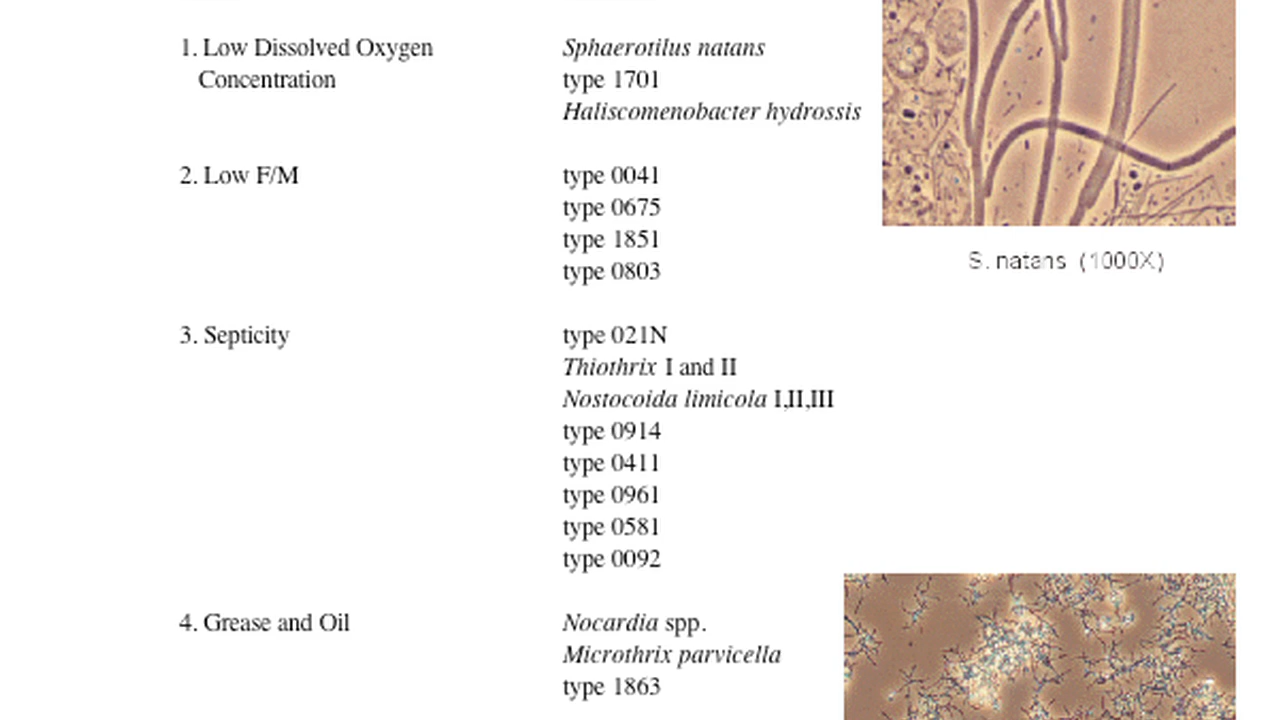 1. Low Dissolved Oxygen Sphaerotilus natans
Concentration type 1701
Haliscomenobacter hydrossis
2. Low F/M type 0041
type 0675
type 1851
type 0803
S. natans (1000X)
3. Septicity type 021N
Thiothrix I and II
Nostocoida limicola I,II,III
type 0914
type 0411
type 0961
type 0581
type 0092
4. Grease and Oil Nocardia spp.
Microthrix parvicella
type 1863